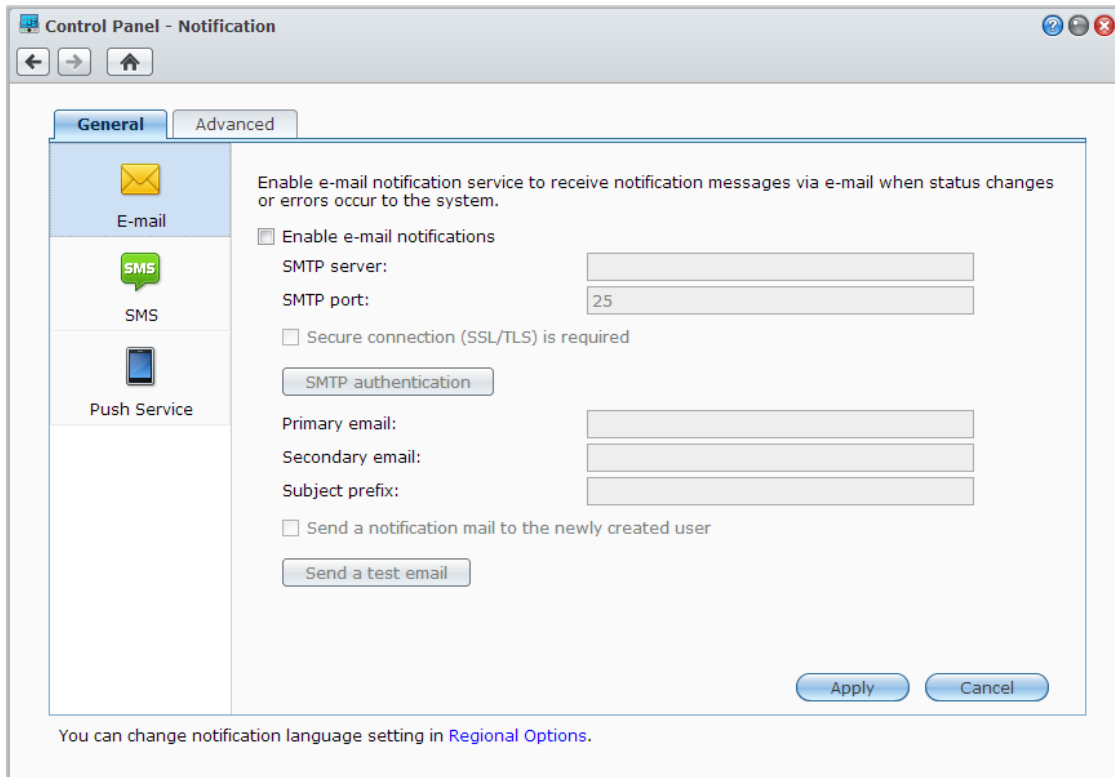 Control Panel - Notification
General
Advanced
E-mail
SMS
SMS
Push Service
Enable e-mail notification service to receive notification messages via e-mail when status changes
or errors occur to the system.
Enable e-mail notifications
SMTP server:
SMTP port: 25
Secure connection (SSL/TLS) is required
SMTP authentication
Primary email:
Secondary email:
Subject prefix:
Send a notification mail to the newly created user
Send a test email
Apply Cancel
You can change notification language setting in Regional Options.